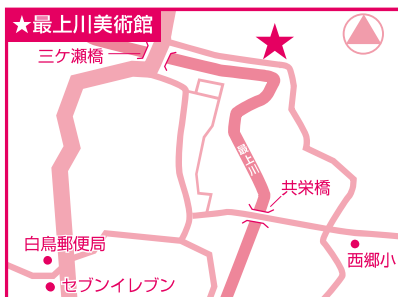 ★最上川美術館
三ケ瀬橋
最上川
共栄橋
白鳥郵便局
西郷小
セブンイレブン